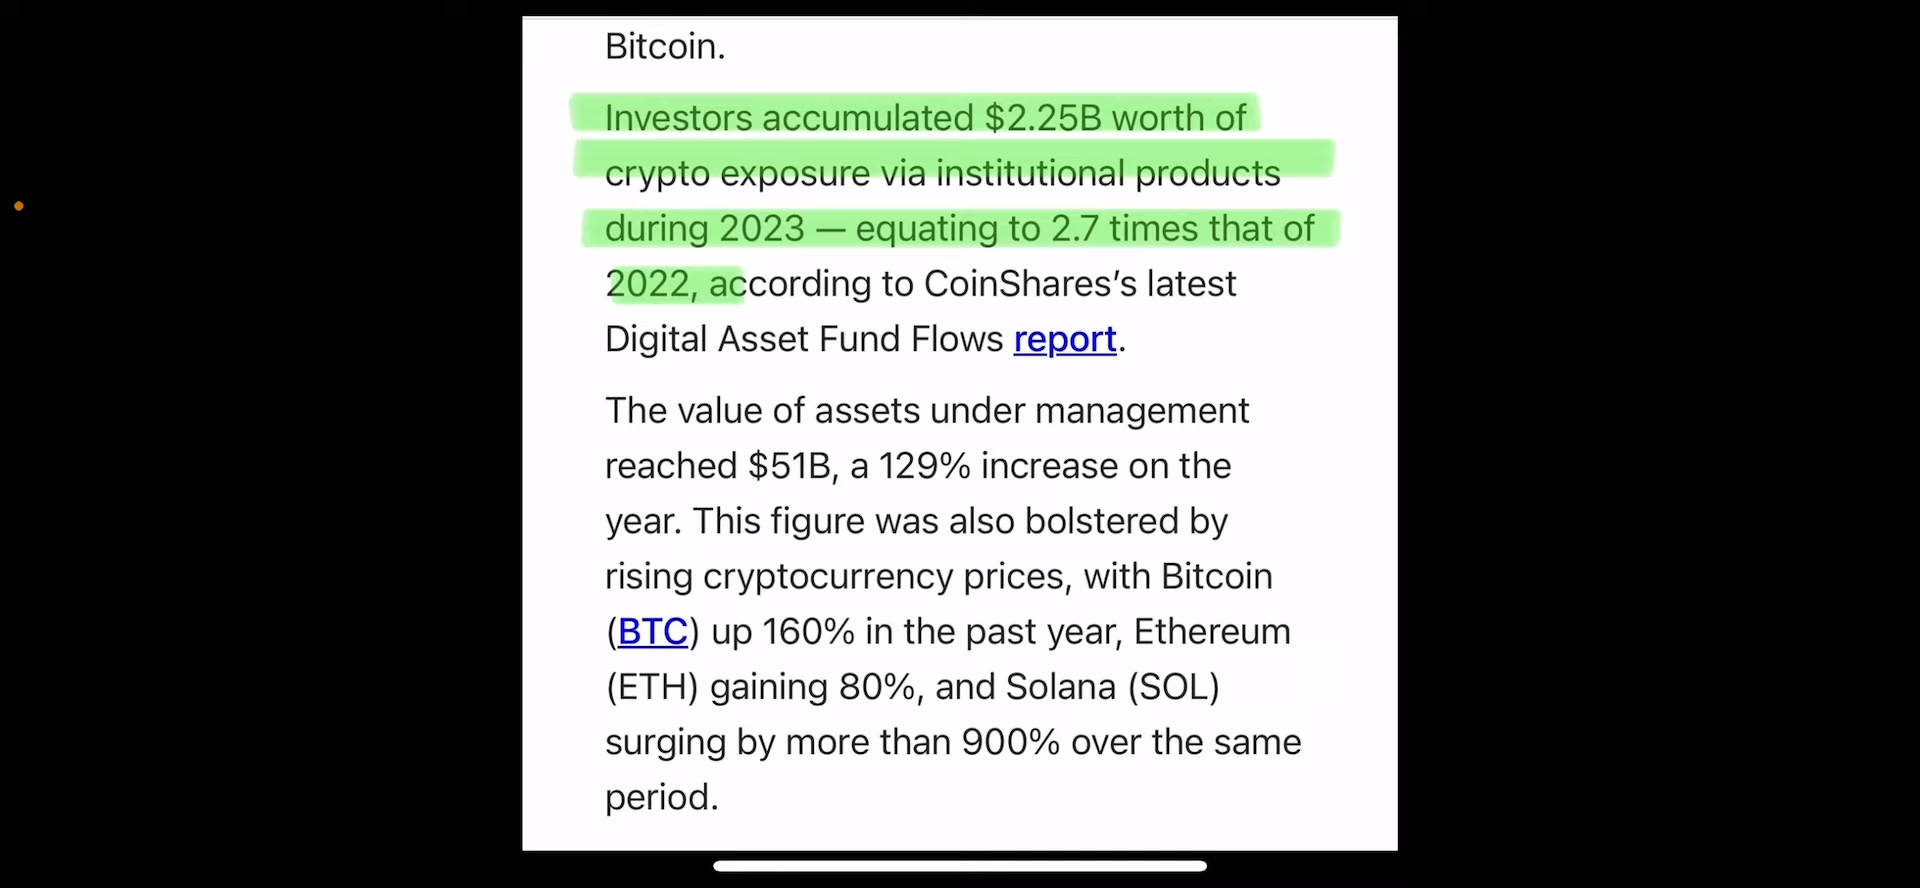 Bitcoin.
Investors accumulated $2.25B worth of
crypto exposure via institutional products
during 2023 — equating to 2.7 times that of
2022, according to CoinShares’s latest
Digital Asset Fund Flows report.
The value of assets under management
reached $51B, a 129% increase on the
year. This figure was also bolstered by
rising cryptocurrency prices, with Bitcoin
(BTC) up 160% in the past year, Ethereum
(ETH) gaining 80%, and Solana (SOL)
surging by more than 900% over the same
period.